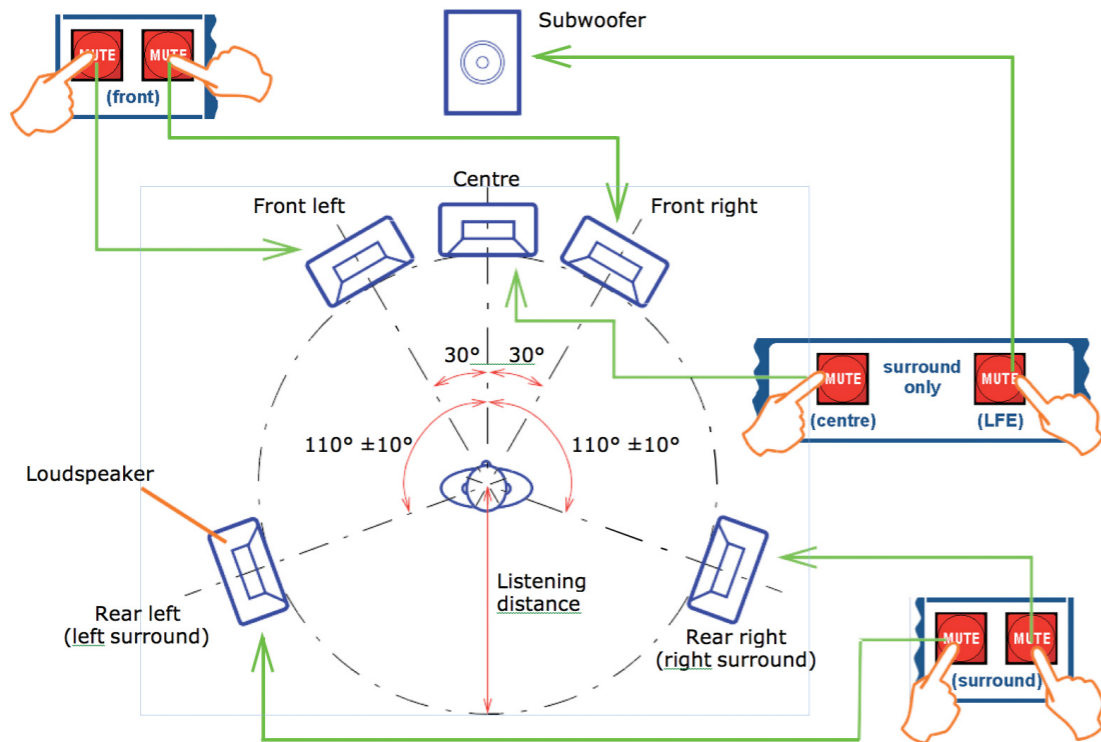 Subwoofer
MUTE
MUTE
(front)
Centre
Front left
Front right
30°
30°
110° ±10°
110° ±10°
MUTE
surround
only
MUTE
(centre)
(LFE)
Loudspeaker
Listening
distance
Rear left
(left surround)
Rear right
(right surround)
MUTE
MUTE
(surround)